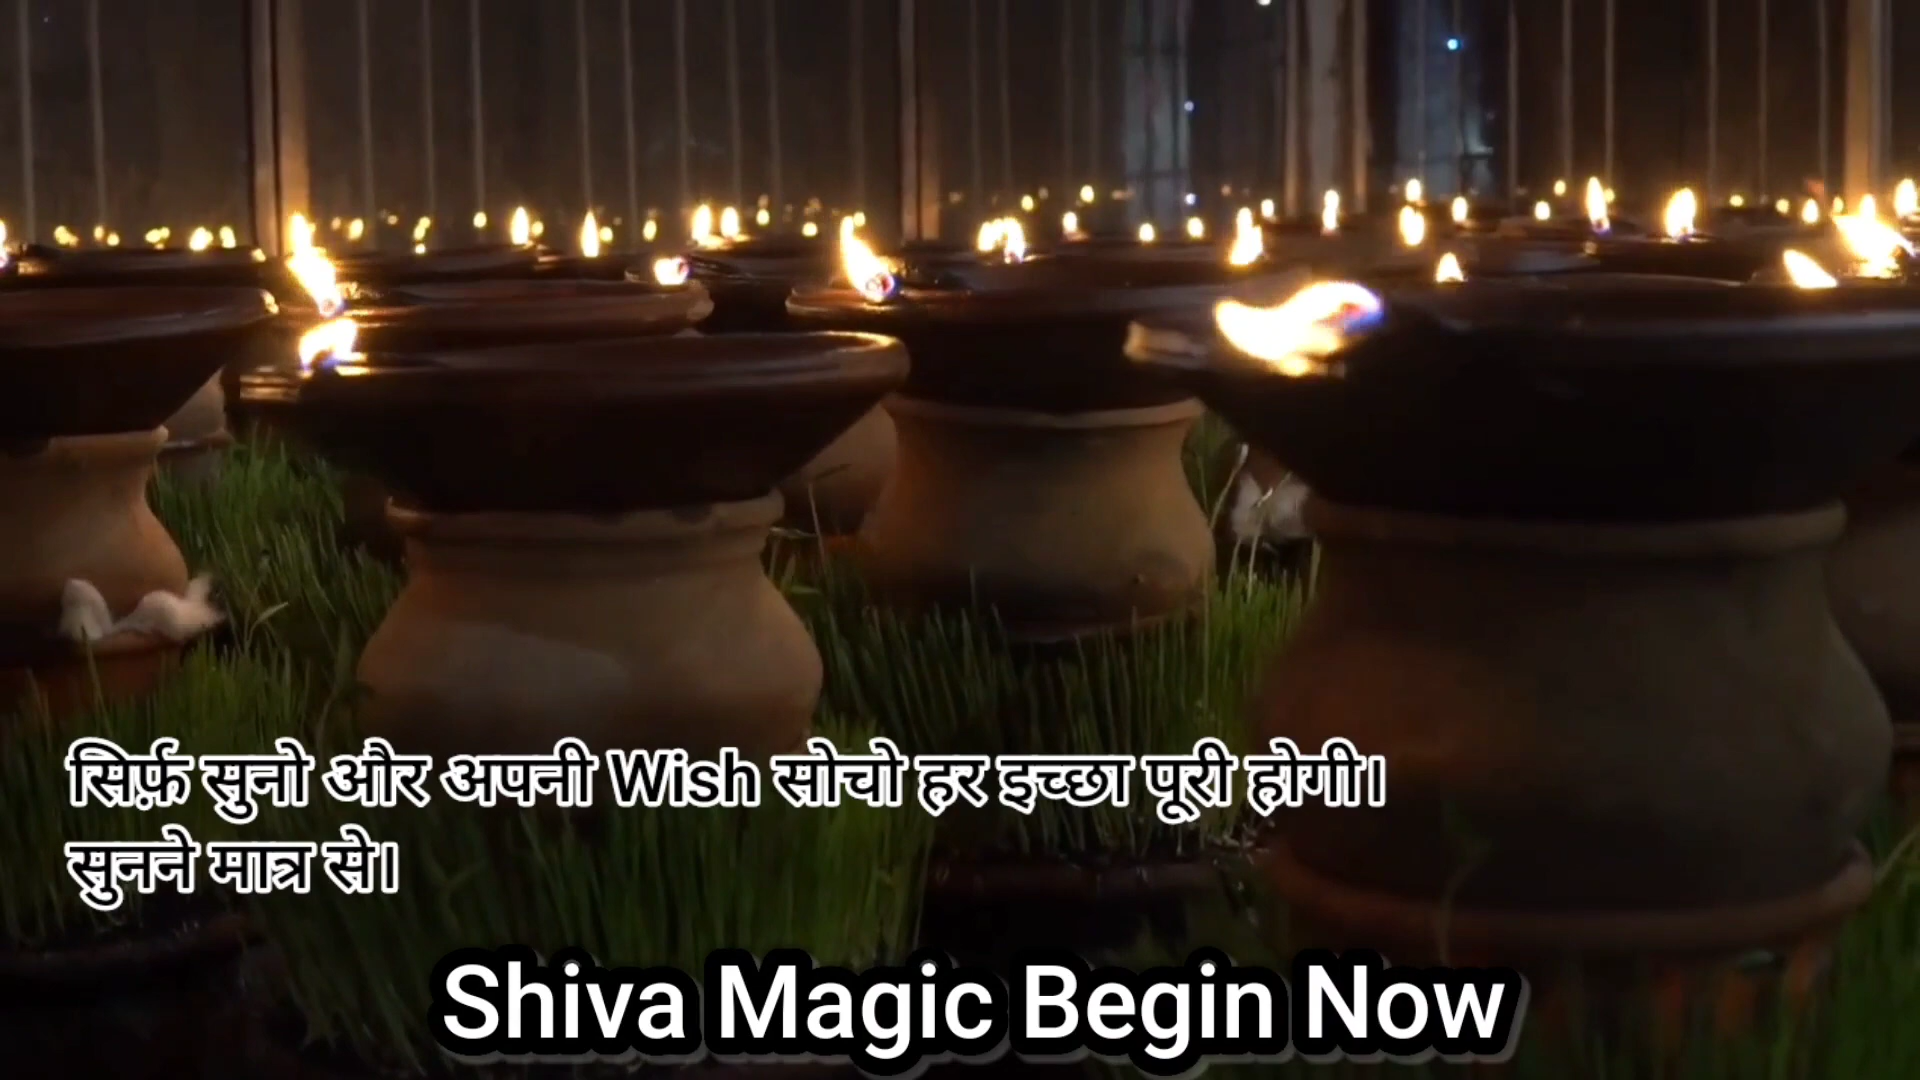 सिर्फ़ सुनो और अपनी Wish सोचो हर इच्छा पूरी होगी।
सुनने मात्र से।
Shiva Magic Begin Now